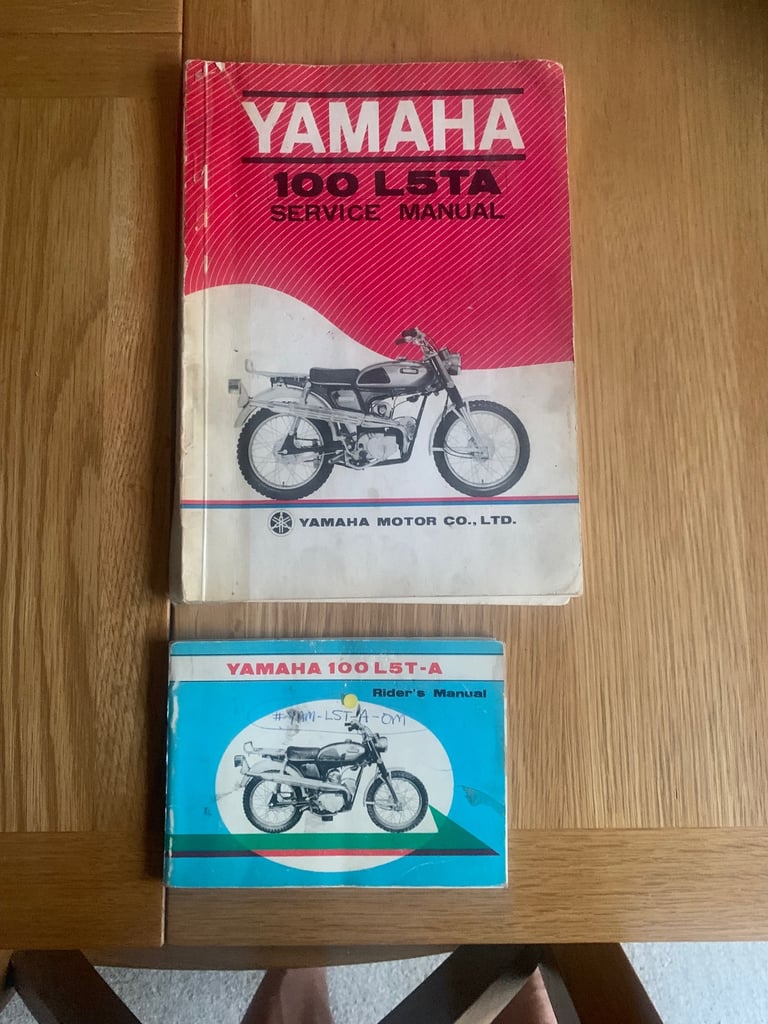 YAMAHA
100 L5TA
SERVICE MANUAL
YAMAHA MOTOR CO., LTD.
YAMAHA 100 L5T-A
Rider's Manual
#YAM-L5T-A-OM